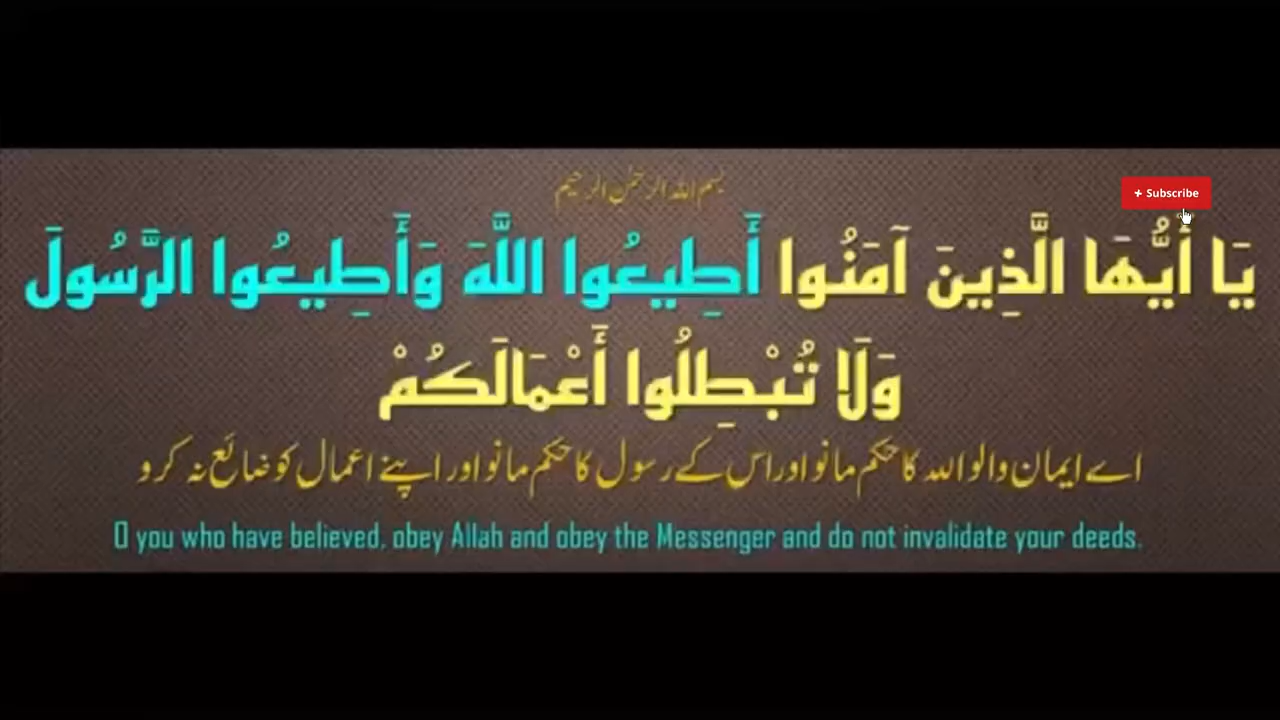 بسم اللہ الرحمٰن الرحیم
+ Subscribe
يَا أَيُّهَا الَّذِينَ آمَنُوا أَطِيعُوا اللَّهَ وَأَطِيعُوا الرَّسُولَ
وَلَا تُبْطِلُوا أَعْمَالَكُمْ
اے ایمان والو اللہ کا حکم مانو اور اس کے رسول کا حکم مانو اور اپنے اعمال کو ضائع نہ کرو
O you who have believed, obey Allah and obey the Messenger and do not invalidate your deeds.